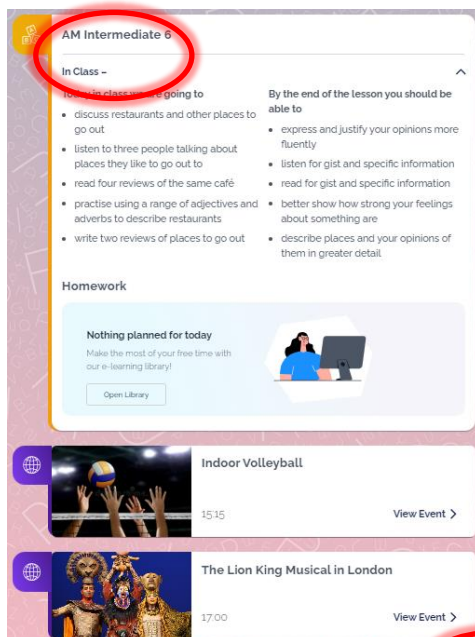 AM Intermediate 6
In Class –
Today in class we are going to
discuss restaurants and other places to
go out
listen to three people talking about
places they like to go out to
read four reviews of the same café
practise using a range of adjectives and
adverbs to describe restaurants
write two reviews of places to go out
By the end of the lesson you should be
able to
express and justify your opinions more
fluently
listen for gist and specific information
read for gist and specific information
better show how strong your feelings
about something are
describe places and your opinions of
them in greater detail
Homework
Nothing planned for today
Make the most of your free time with
our e-learning library!
Open Library
Indoor Volleyball
15:15
View Event
The Lion King Musical in London
17:00
View Event